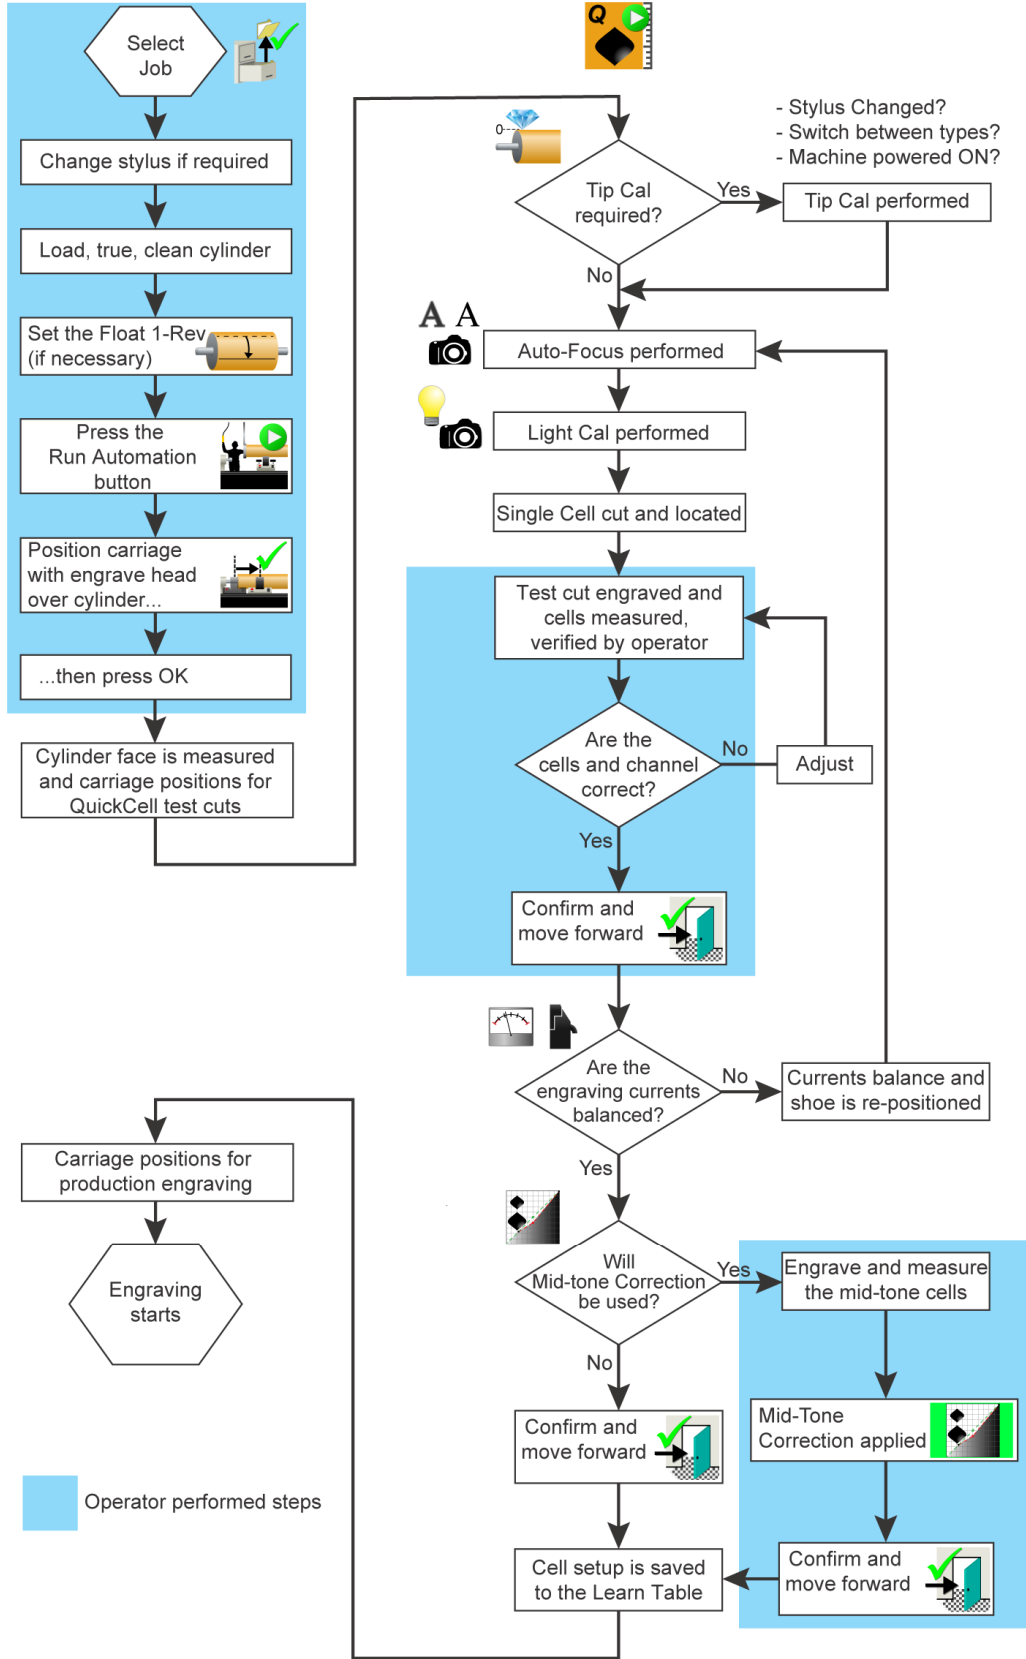 Select
Job
Change stylus if required
Load, true, clean cylinder
Set the Float 1-Rev
(if necessary)
Press the
Run Automation
button
Position carriage
with engrave head
over cylinder...
...then press OK
Cylinder face is measured
and carriage positions for
QuickCell test cuts
Q
0
- Stylus Changed?
- Switch between types?
- Machine powered ON?
Tip Cal
required?
Yes
Tip Cal performed
No
A A
Auto-Focus performed
Light Cal performed
Single Cell cut and located
Test cut engraved and
cells measured,
verified by operator
Are the
cells and channel
correct?
No
Adjust
Yes
Confirm and
move forward
Are the
engraving currents
balanced?
No
Currents balance and
shoe is re-positioned
Yes
Will
Mid-tone Correction
be used?
Yes
Engrave and measure
the mid-tone cells
Mid-Tone
Correction applied
Confirm and
move forward
No
Confirm and
move forward
Cell setup is saved
to the Learn Table
Carriage positions for
production engraving
Engraving
starts
Operator performed steps